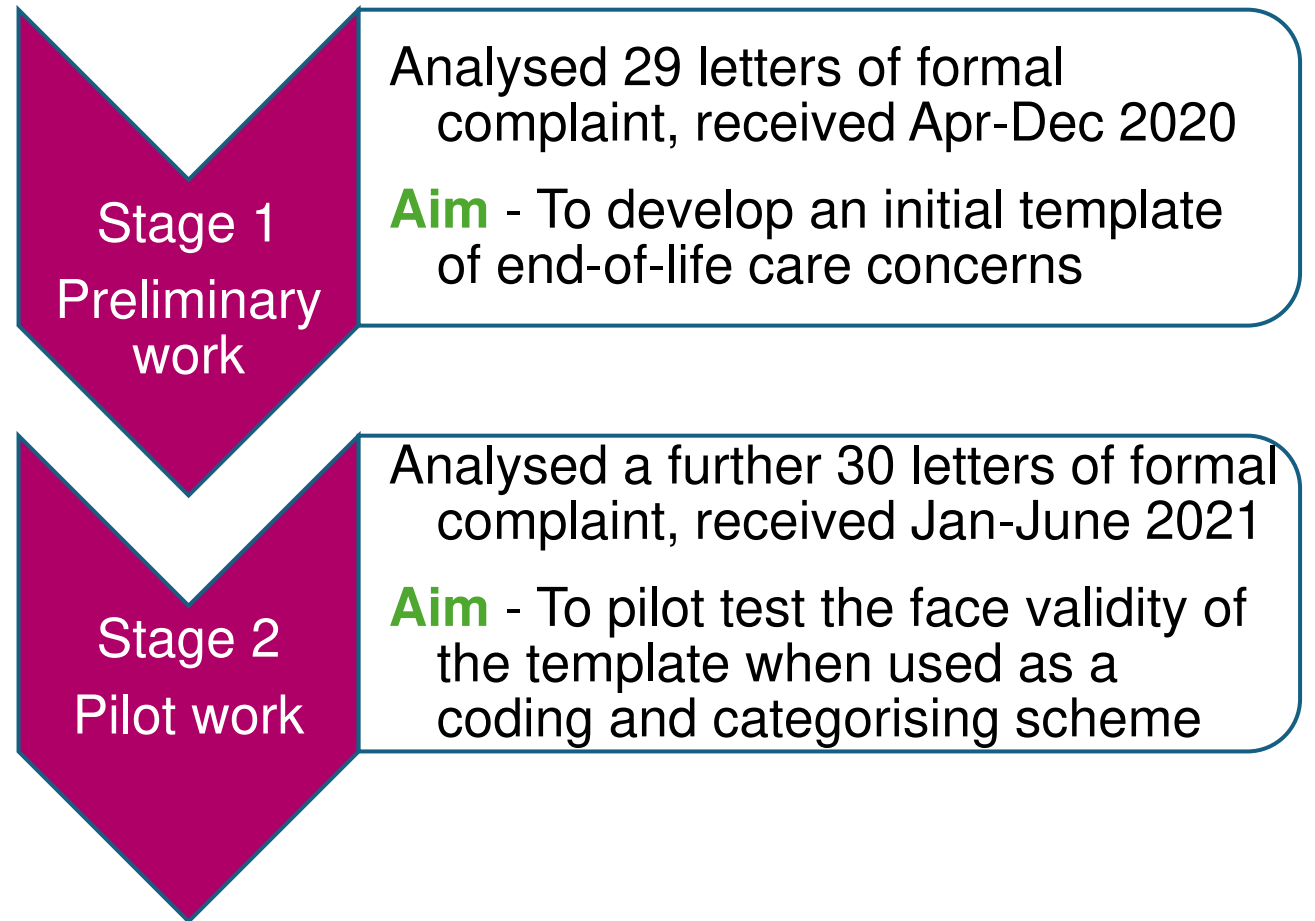 Stage 1
Preliminary
work
Analysed 29 letters of formal
complaint, received Apr-Dec 2020
Aim - To develop an initial template
of end-of-life care concerns
Stage 2
Pilot work
Analysed a further 30 letters of formal
complaint, received Jan-June 2021
Aim - To pilot test the face validity of
the template when used as a
coding and categorising scheme